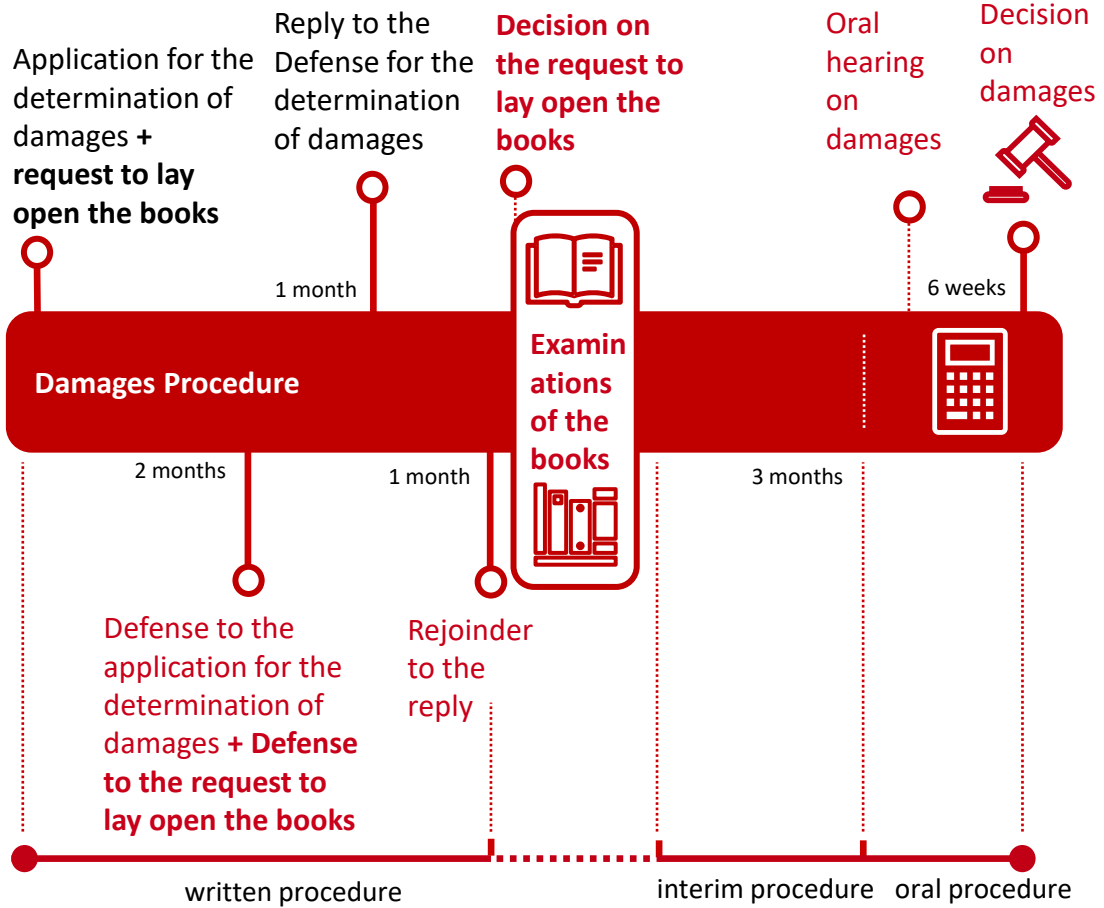 Application for the
determination of
damages +
request to lay
open the books
Reply to the
Defense for the
determination
of damages
Decision on
the request to
lay open the
books
Oral
hearing
on
damages
Decision
on
damages
1 month
6 weeks
Damages Procedure
Examin
ations
of the
books
2 months
1 month
3 months
Defense to the
application for the
determination of
damages + Defense
to the request to
lay open the books
Rejoinder
to the
reply
written procedure
interim procedure
oral procedure